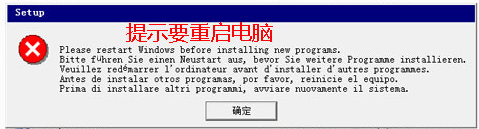 Setup
提示要重启电脑
Please restart Windows before installing new programs.
Bitte führen Sie einen Neustart aus, bevor Sie weitere Programme installieren.
Veuillez redémarrer l'ordinateur avant d'installer d'autres programmes.
Antes de instalar otros programas, por favor, reinicie el equipo.
Prima di installare altri programmi, avviare nuovamente il sistema.
确定